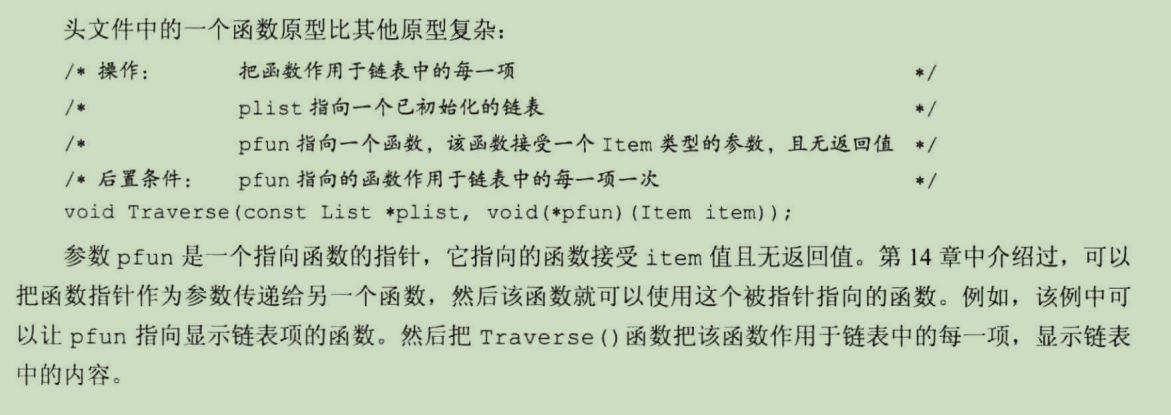 头文件中的一个函数原型比其他原型复杂：
/* 操作： 把函数作用于链表中的每一项 */
/* plist 指向一个已初始化的链表 */
/* pfun 指向一个函数，该函数接受一个 Item 类型的参数，且无返回值 */
/* 后置条件： pfun 指向的函数作用于链表中的每一项一次 */
void Traverse(const List *plist, void(*pfun)(Item item));
参数 pfun 是一个指向函数的指针，它指向的函数接受 item 值且无返回值。第 14 章中介绍过，可以
把函数指针作为参数传递给另一个函数，然后该函数就可以使用这个被指针指向的函数。例如，该例中可
以让 pfun 指向显示链表项的函数。然后把 Traverse()函数把该函数作用于链表中的每一项，显示链表
中的内容。